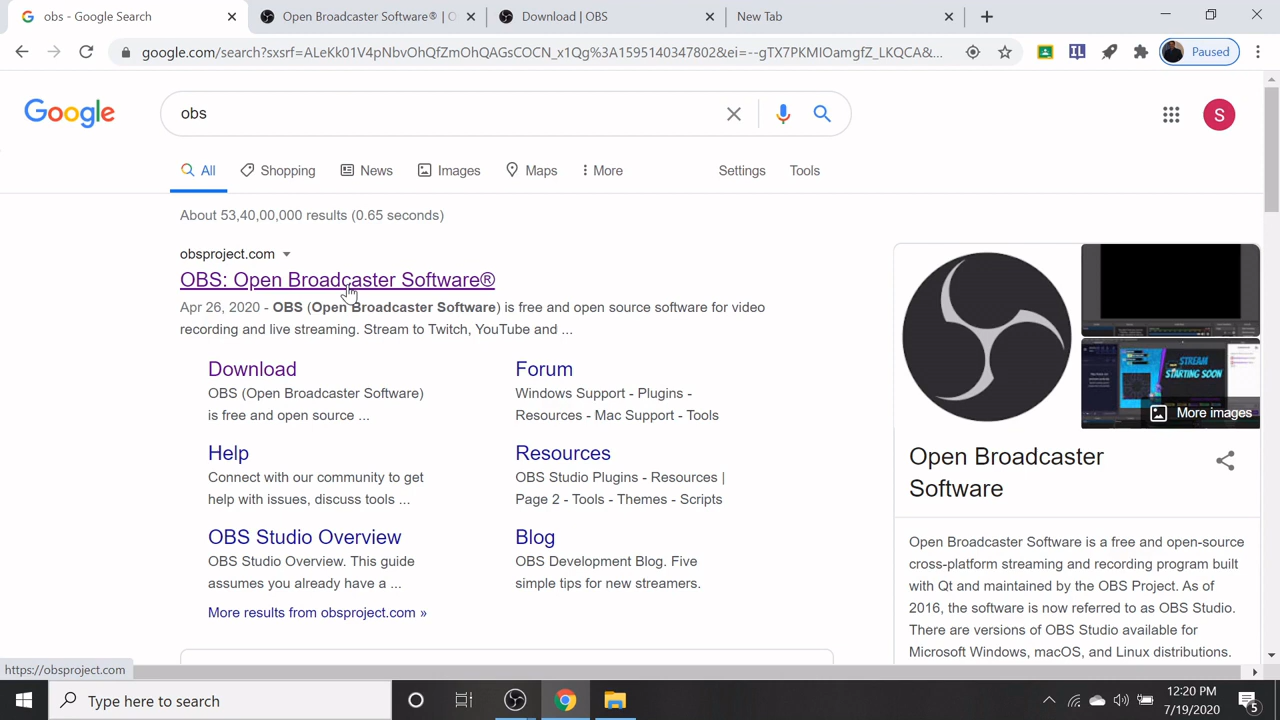 obs - Google Search
Open Broadcaster Software® | O
Download | OBS
New Tab
google.com/search?sxsrf=ALeKk01V4pNbvOhQfZmOhQAGsCOCN_x1Qg%3A1595140347802&ei=--gTX7PKMIOamgfZ_LKQCA&...
Paused
Google
obs
S
All
Shopping
News
Images
Maps
More
Settings
Tools
About 53,40,00,000 results (0.65 seconds)
obsproject.com
OBS: Open Broadcaster Software®
Apr 26, 2020 - OBS (Open Broadcaster Software) is free and open source software for video
recording and live streaming. Stream to Twitch, YouTube and ...
Download
OBS (Open Broadcaster Software)
is free and open source ...
Forum
Windows Support - Plugins -
Resources - Mac Support - Tools
Help
Connect with our community to get
help with issues, discuss tools ...
Resources
OBS Studio Plugins - Resources |
Page 2 - Tools - Themes - Scripts
OBS Studio Overview
OBS Studio Overview. This guide
assumes you already have a ...
Blog
OBS Development Blog. Five
simple tips for new streamers.
More results from obsproject.com »
STREAM
STARTING SOON
More images
Open Broadcaster
Software
Open Broadcaster Software is a free and open-source
cross-platform streaming and recording program built
with Qt and maintained by the OBS Project. As of
2016, the software is now referred to as OBS Studio.
There are versions of OBS Studio available for
Microsoft Windows, macOS, and Linux distributions.
https://obsproject.com
Type here to search
12:20 PM
7/19/2020
5